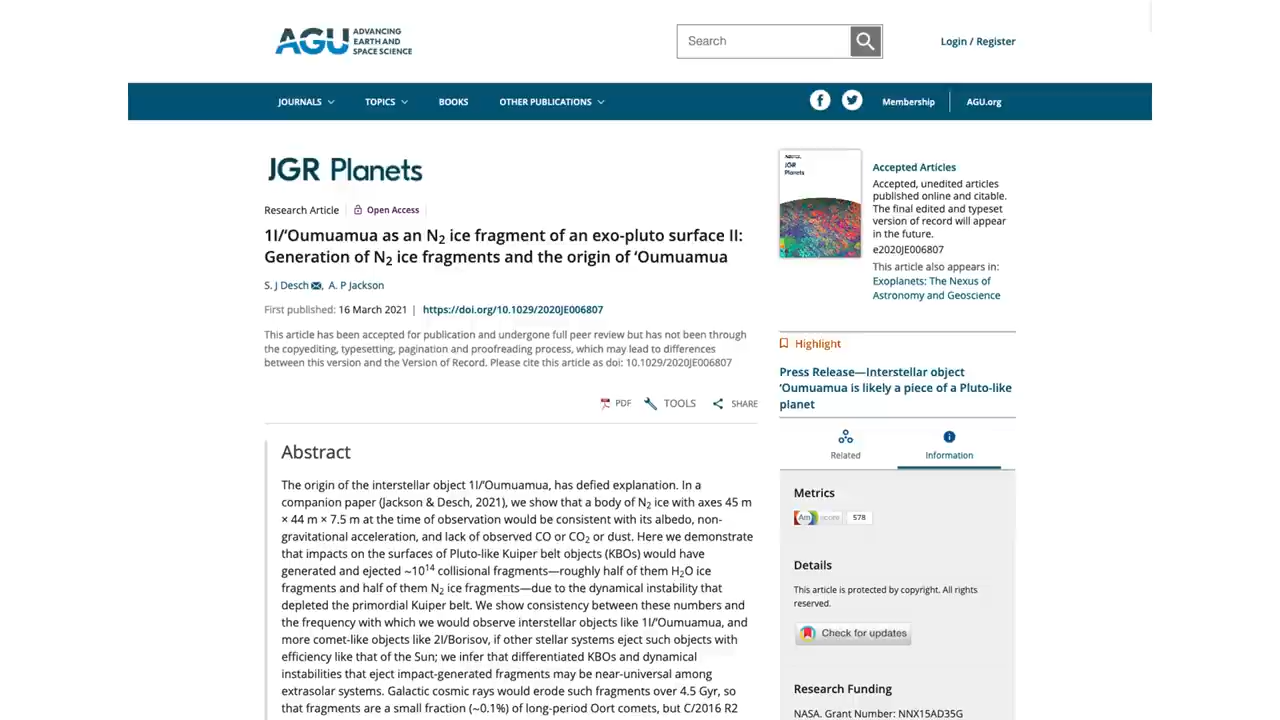 AGU ADVANCING
EARTH AND
SPACE SCIENCE
Search
Login / Register
JOURNALS TOPICS BOOKS OTHER PUBLICATIONS Membership AGU.org
JGR Planets
Research Article Open Access
1I/‘Oumuamua as an N2 ice fragment of an exo-pluto surface II:
Generation of N2 ice fragments and the origin of ‘Oumuamua
S. J Desch, A. P Jackson
First published: 16 March 2021 | https://doi.org/10.1029/2020JE006807
This article has been accepted for publication and undergone full peer review but has not been through
the copyediting, typesetting, pagination and proofreading process, which may lead to differences
between this version and the Version of Record. Please cite this article as doi: 10.1029/2020JE006807
PDF TOOLS SHARE
Abstract
The origin of the interstellar object 1I/‘Oumuamua, has defied explanation. In a
companion paper (Jackson & Desch, 2021), we show that a body of N2 ice with axes 45 m
× 44 m × 7.5 m at the time of observation would be consistent with its albedo, non-
gravitational acceleration, and lack of observed CO or CO2 or dust. Here we demonstrate
that impacts on the surfaces of Pluto-like Kuiper belt objects (KBOs) would have
generated and ejected ~10^14 collisional fragments—roughly half of them H2O ice
fragments and half of them N2 ice fragments—due to the dynamical instability that
depleted the primordial Kuiper belt. We show consistency between these numbers and
the frequency with which we would observe interstellar objects like 1I/‘Oumuamua, and
more comet-like objects like 2I/Borisov, if other stellar systems eject such objects with
efficiency like that of the Sun; we infer that differentiated KBOs and dynamical
instabilities that eject impact-generated fragments may be near-universal among
extrasolar systems. Galactic cosmic rays would erode such fragments over 4.5 Gyr, so
that fragments are a small fraction (~0.1%) of long-period Oort comets, but C/2016 R2
JGR
Planets
Accepted Articles
Accepted, unedited articles
published online and citable.
The final edited and typeset
version of record will appear
in the future.
e2020JE006807
This article also appears in:
Exoplanets: The Nexus of
Astronomy and Geoscience
Highlight
Press Release—Interstellar object
‘Oumuamua is likely a piece of a Pluto-like
planet
Related Information
Metrics
Am score 578
Details
This article is protected by copyright. All rights
reserved.
Check for updates
Research Funding
NASA. Grant Number: NNX15AD35G